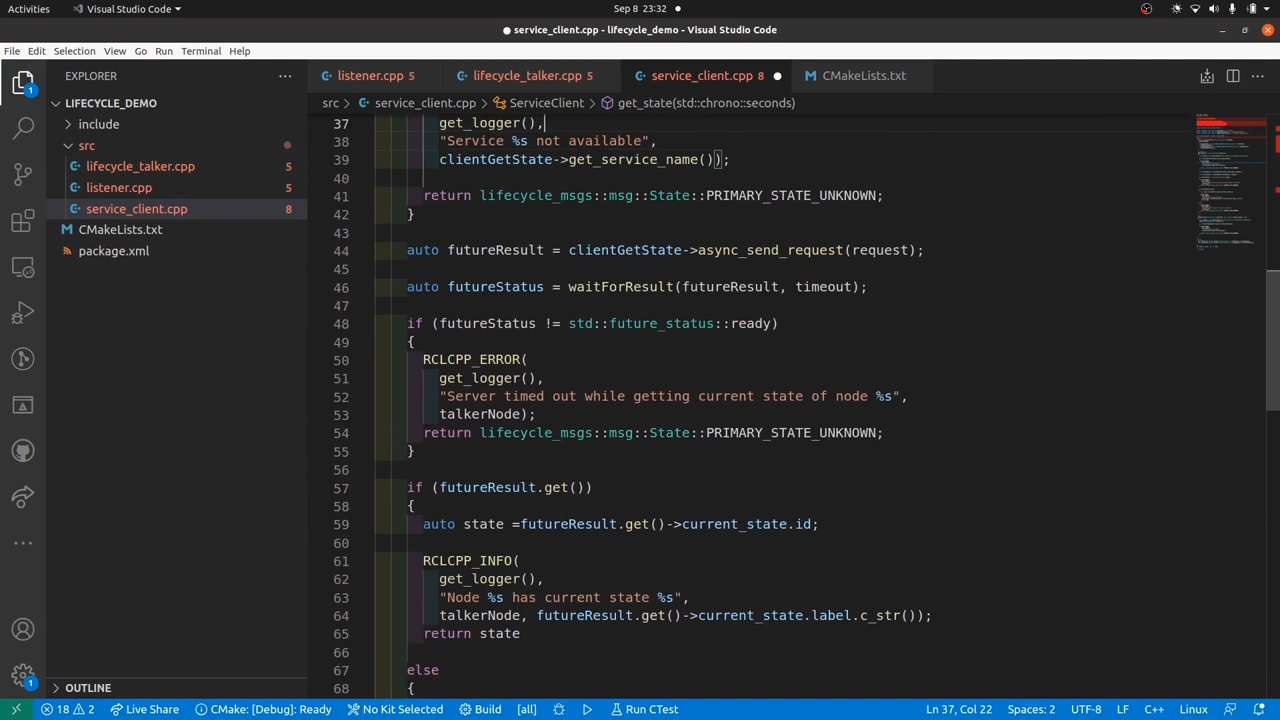 Activities
Visual Studio Code
Sep 8 23:32
service_client.cpp - lifecycle_demo - Visual Studio Code
File Edit Selection View Go Run Terminal Help
EXPLORER
listener.cpp 5
lifecycle_talker.cpp 5
service_client.cpp 8
CMakeLists.txt
src > service_client.cpp > ServiceClient > get_state(std::chrono::seconds)
LIFECYCLE_DEMO
include
src
lifecycle_talker.cpp 5
listener.cpp 5
service_client.cpp 8
CMakeLists.txt
package.xml
OUTLINE
1
1
37 get_logger(),
38 "Service %s not available",
39 clientGetState->get_service_name());
40
41 return lifecycle_msgs::msg::State::PRIMARY_STATE_UNKNOWN;
42 }
43
44 auto futureResult = clientGetState->async_send_request(request);
45
46 auto futureStatus = waitForResult(futureResult, timeout);
47
48 if (futureStatus != std::future_status::ready)
49 {
50 RCLCPP_ERROR(
51 get_logger(),
52 "Server timed out while getting current state of node %s",
53 talkerNode);
54 return lifecycle_msgs::msg::State::PRIMARY_STATE_UNKNOWN;
55 }
56
57 if (futureResult.get())
58 {
59 auto state =futureResult.get()->current_state.id;
60
61 RCLCPP_INFO(
62 get_logger(),
63 "Node %s has current state %s",
64 talkerNode, futureResult.get()->current_state.label.c_str());
65 return state
66
67 else
68 {
18 2 Live Share CMake: [Debug]: Ready No Kit Selected Build [all] Run CTest Ln 37, Col 22 Spaces: 2 UTF-8 LF C++ Linux